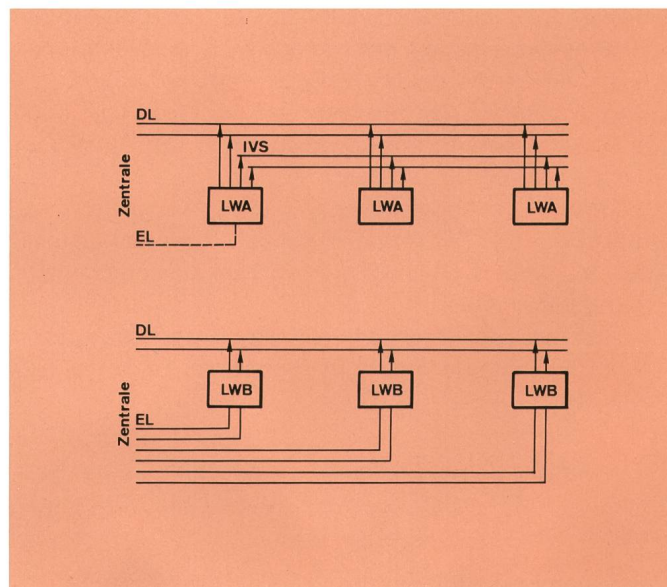 DL
IVS
Zentrale
LWA LWA LWA
EL
DL
LWB LWB LWB
Zentrale
EL